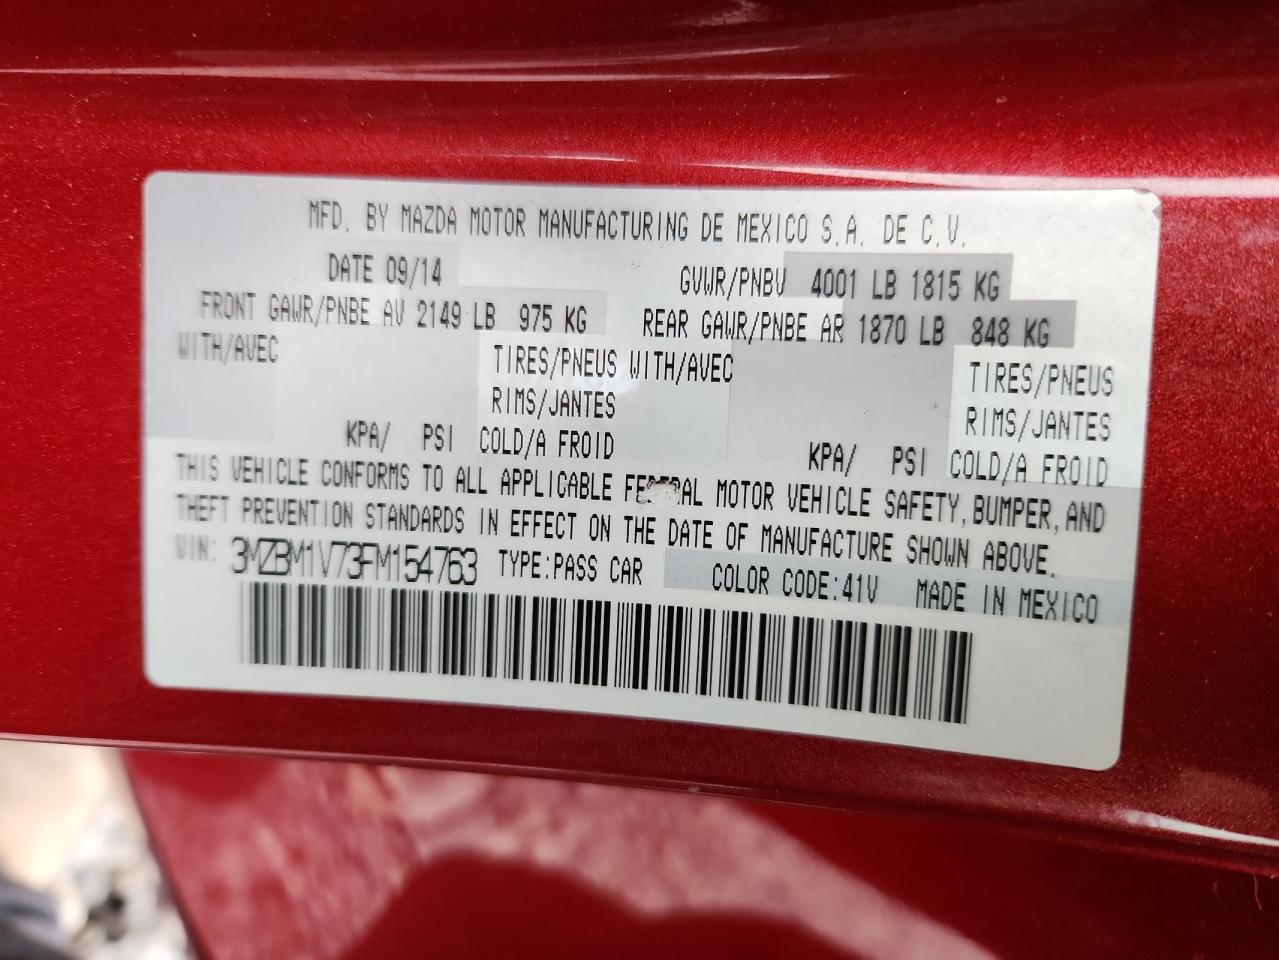 MFD. BY MAZDA MOTOR MANUFACTURING DE MEXICO S.A. DE C.V.
DATE 09/14 GVWR/PNBV 4001 LB 1815 KG
FRONT GAWR/PNBE AV 2149 LB 975 KG REAR GAWR/PNBE AR 1870 LB 848 KG
WITH/AVEC TIRES/PNEUS WITH/AVEC TIRES/PNEUS
RIMS/JANTES RIMS/JANTES
KPA/ PSI COLD/A FROID KPA/ PSI COLD/A FROID
THIS VEHICLE CONFORMS TO ALL APPLICABLE FEDERAL MOTOR VEHICLE SAFETY, BUMPER, AND
THEFT PREVENTION STANDARDS IN EFFECT ON THE DATE OF MANUFACTURE SHOWN ABOVE.
VIN: 3MZBM1V73FM154763 TYPE:PASS CAR COLOR CODE:41V MADE IN MEXICO